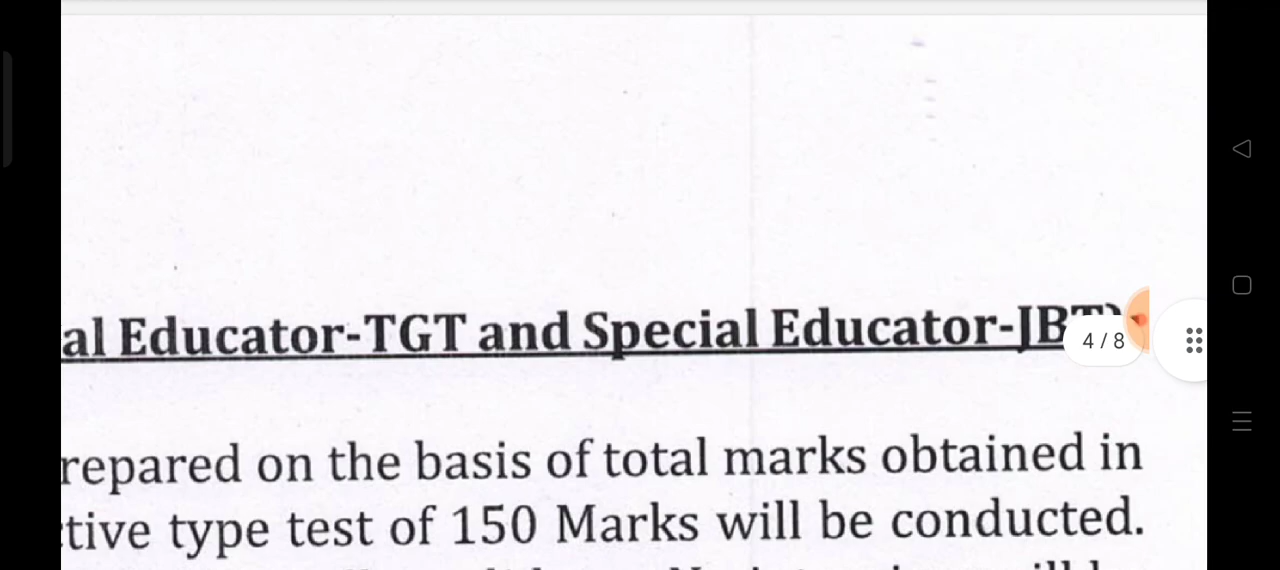 al Educator-TGT and Special Educator-JBT)
4 / 8
repared on the basis of total marks obtained in
tive type test of 150 Marks will be conducted.